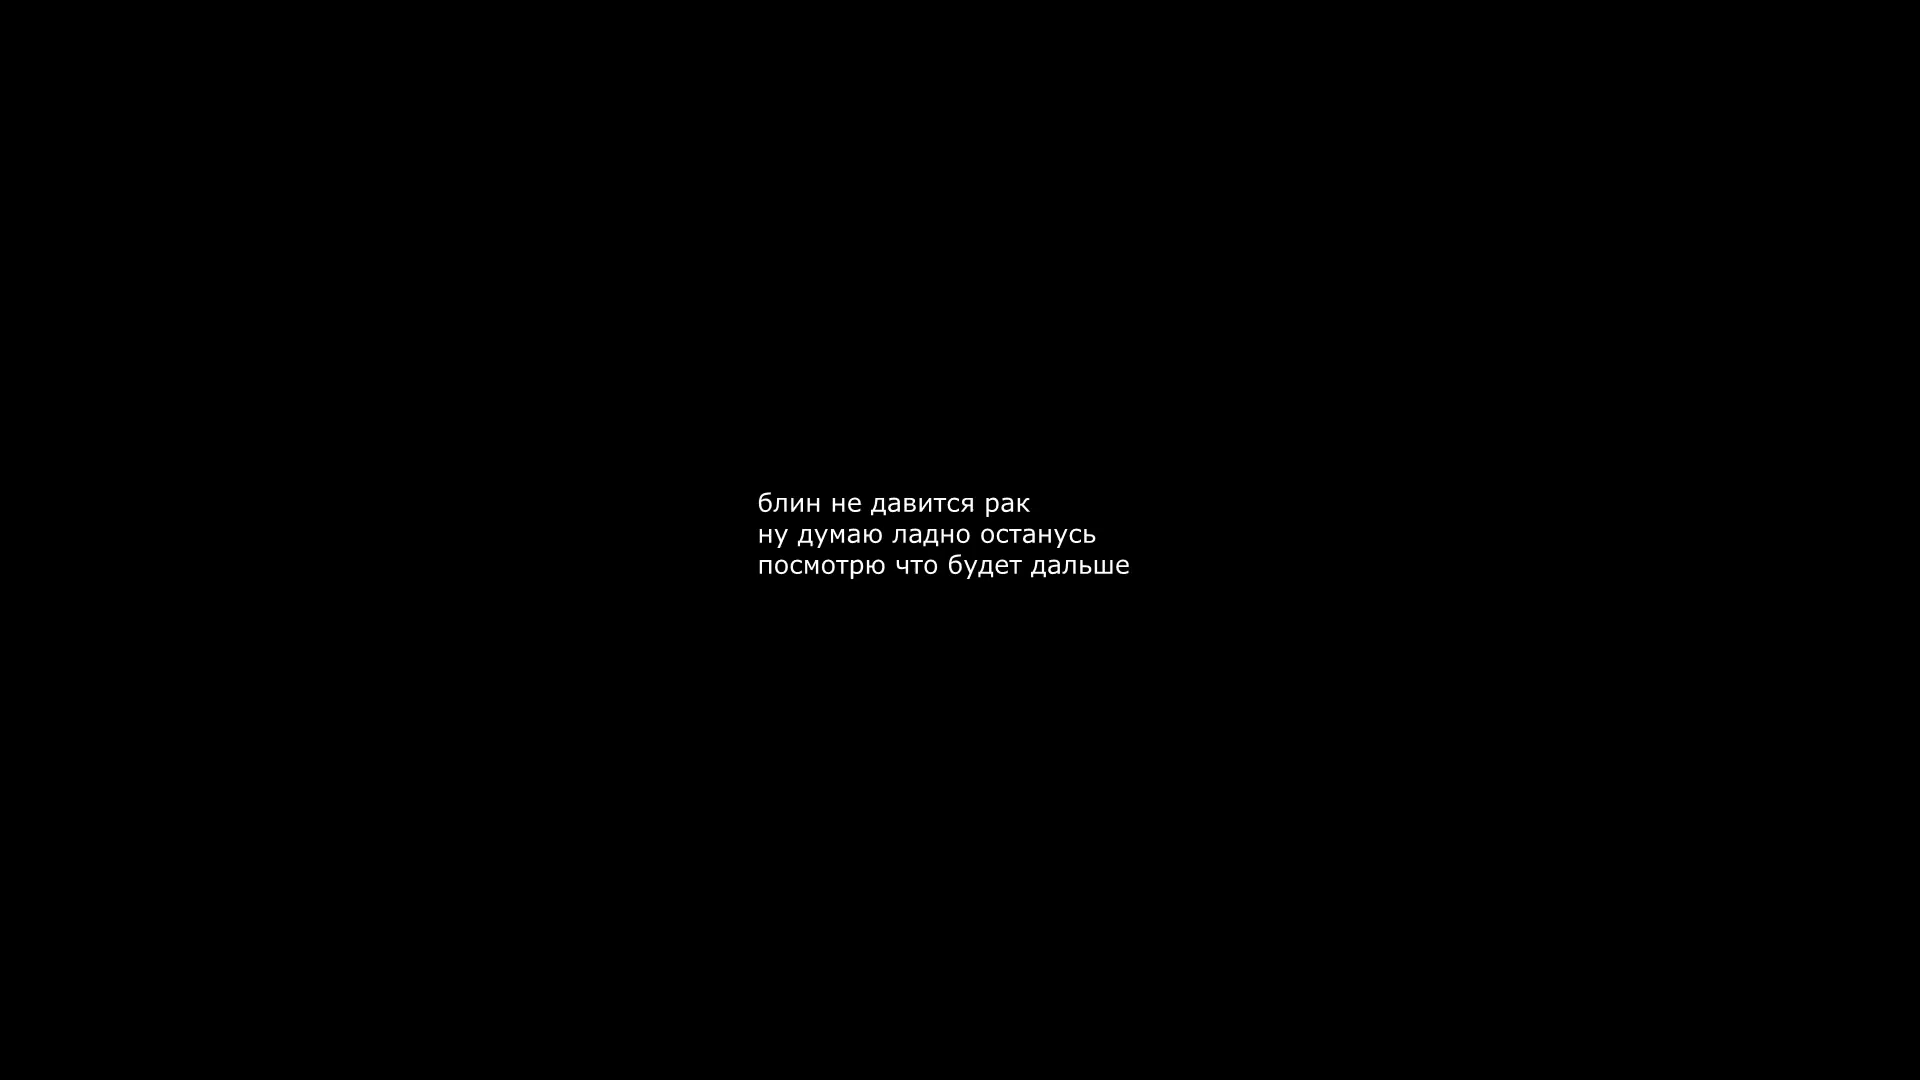 блин не давится рак
ну думаю ладно останусь
посмотрю что будет дальше